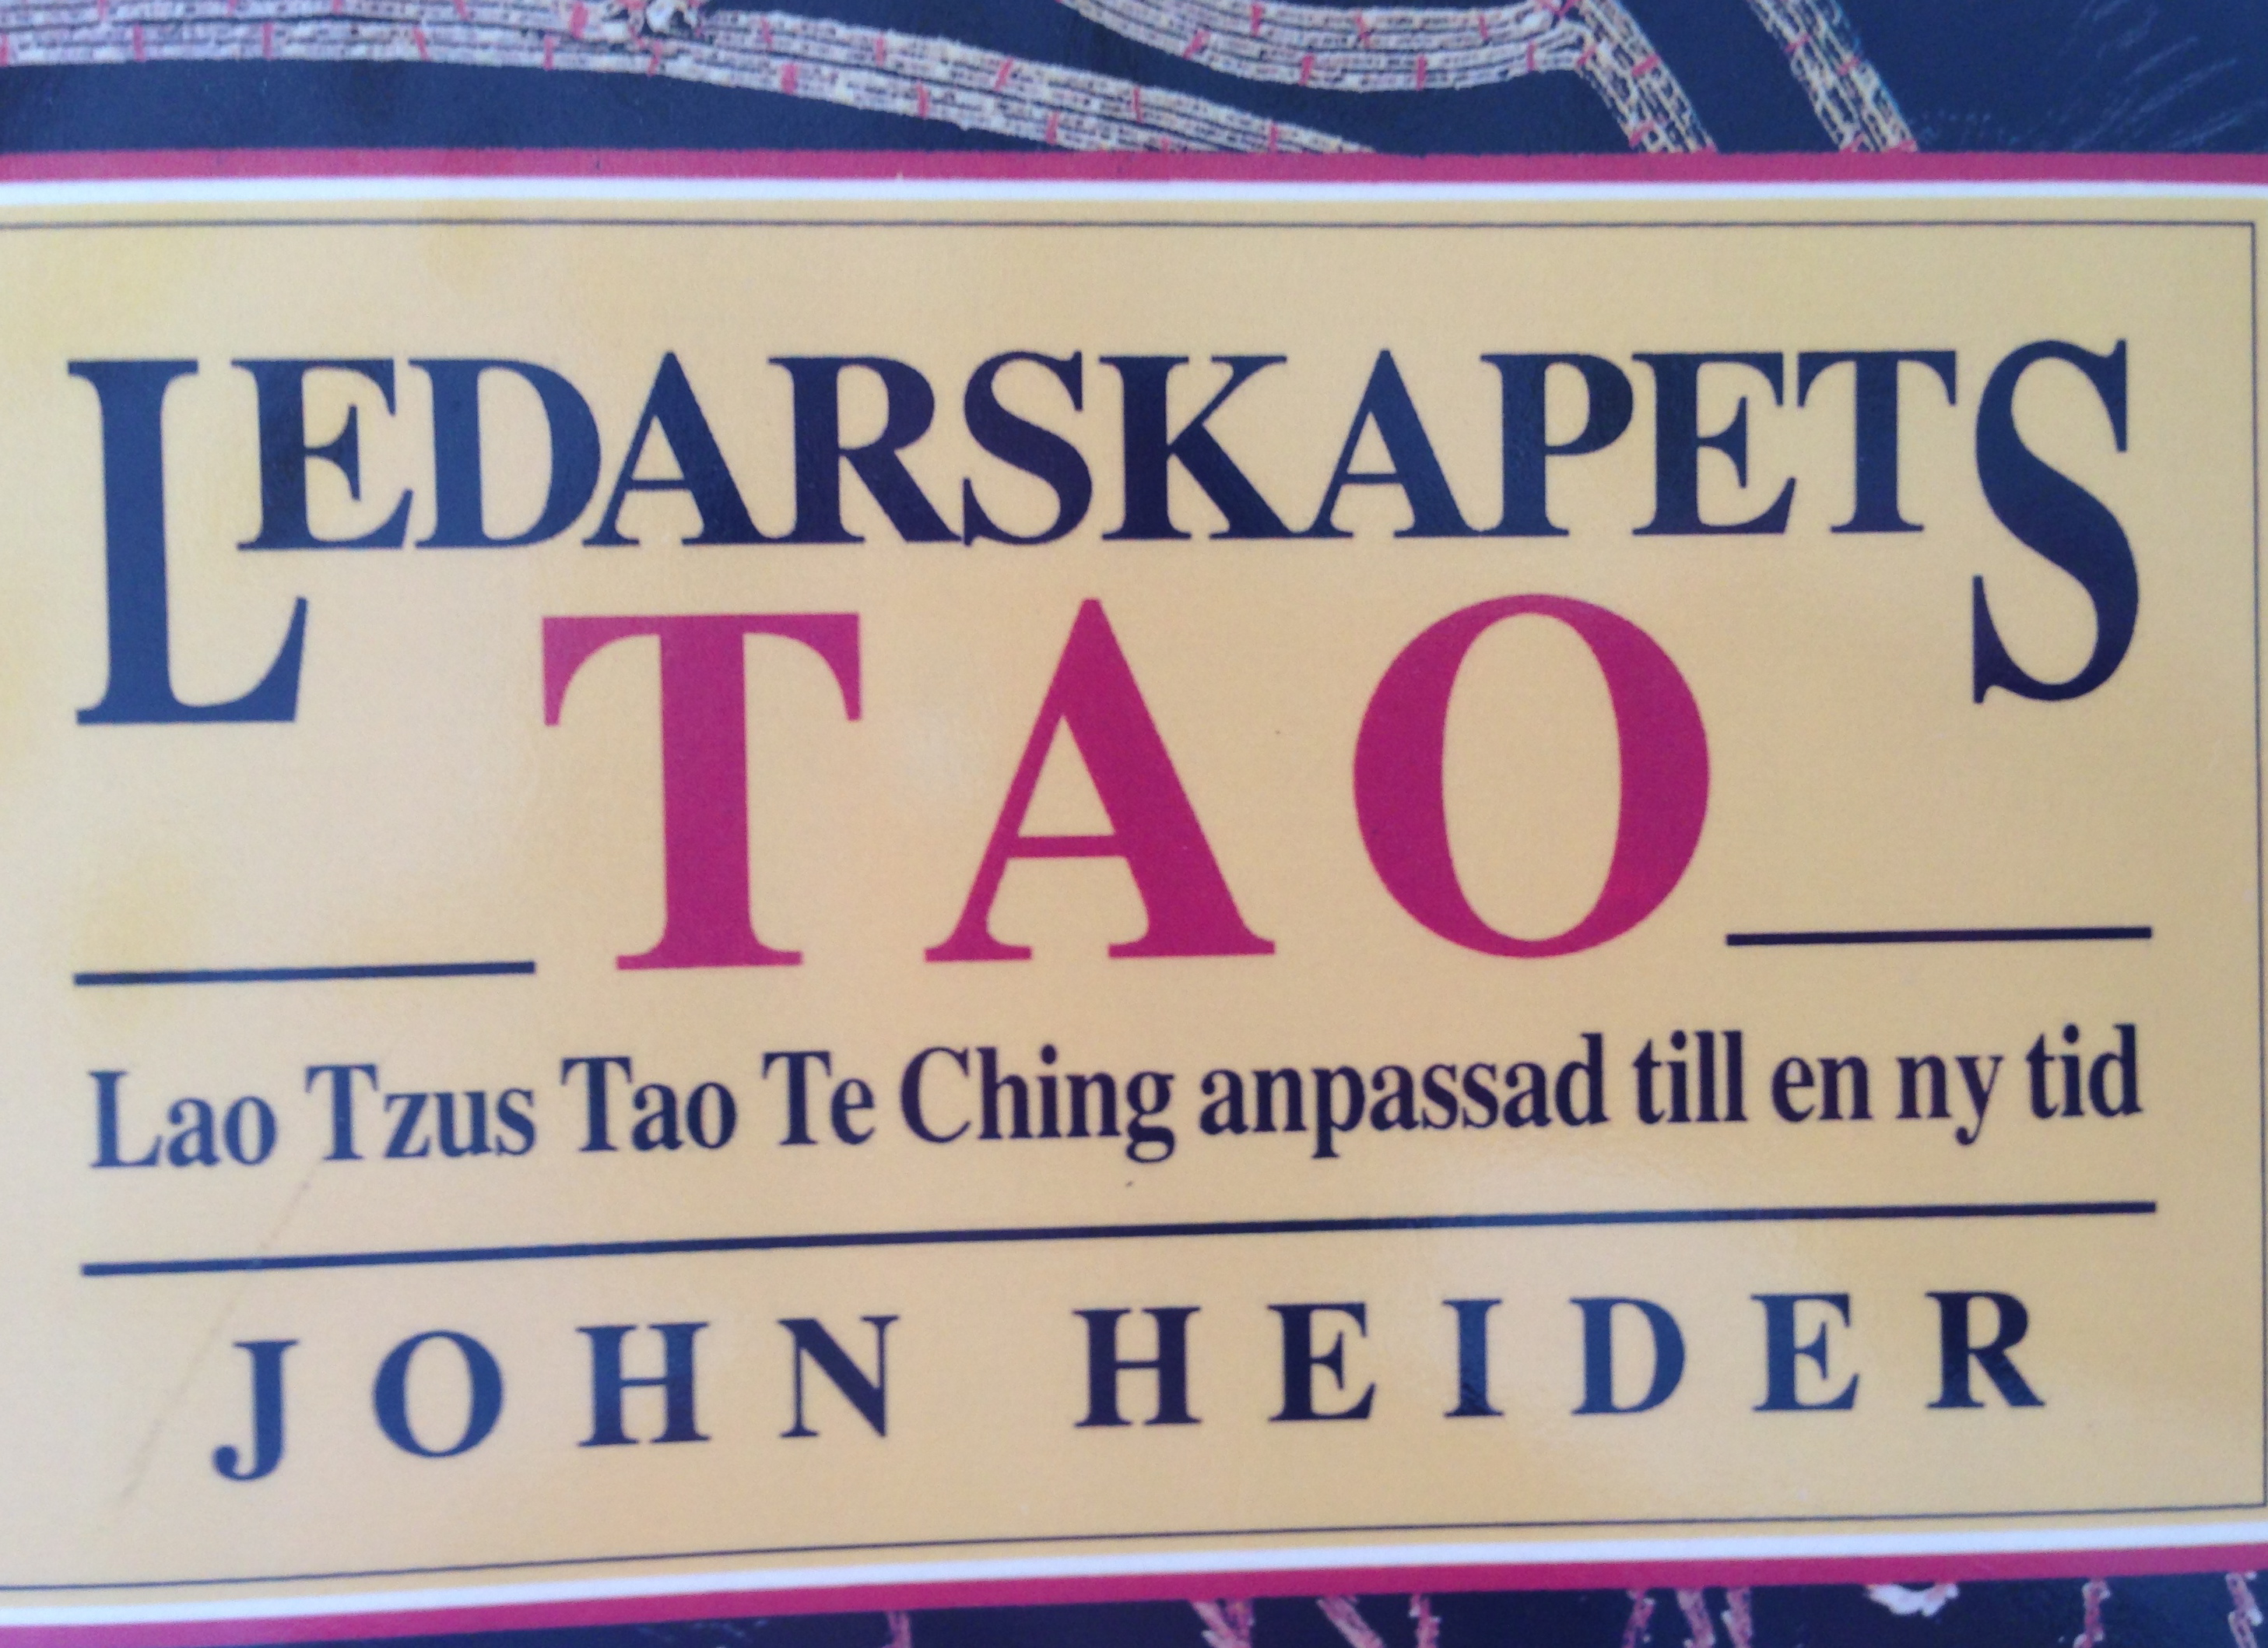 LEDARSKAPETS
TAO
Lao Tzus Tao Te Ching anpassad till en ny tid
JOHN HEIDER